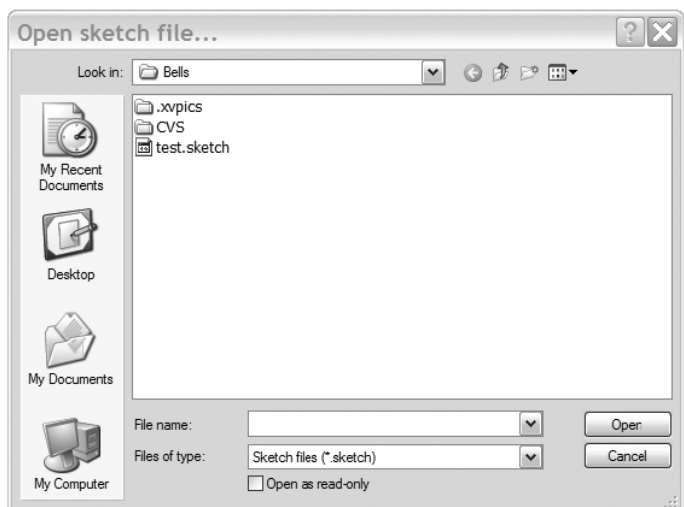 Open sketch file...
Look in: Bells
.xvpics
CVS
test.sketch
My Recent
Documents
Desktop
My Documents
My Computer
File name:
Open
Files of type: Sketch files (*.sketch)
Cancel
Open as read-only